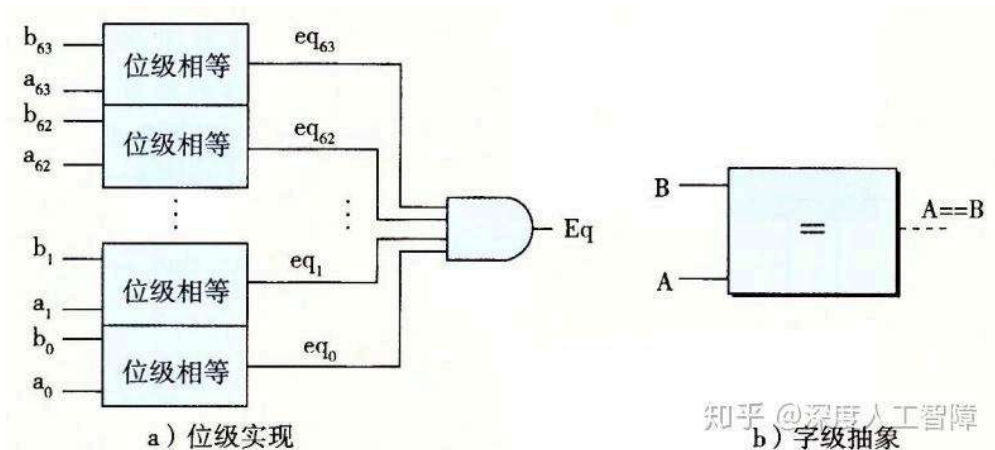 b63
位级相等
eq63
a63
b62
位级相等
eq62
a62
b1
位级相等
eq1
a1
b0
位级相等
eq0
a0
Eq
a）位级实现
B
A
=
A==B
b）字级抽象
知乎 @深度人工智障